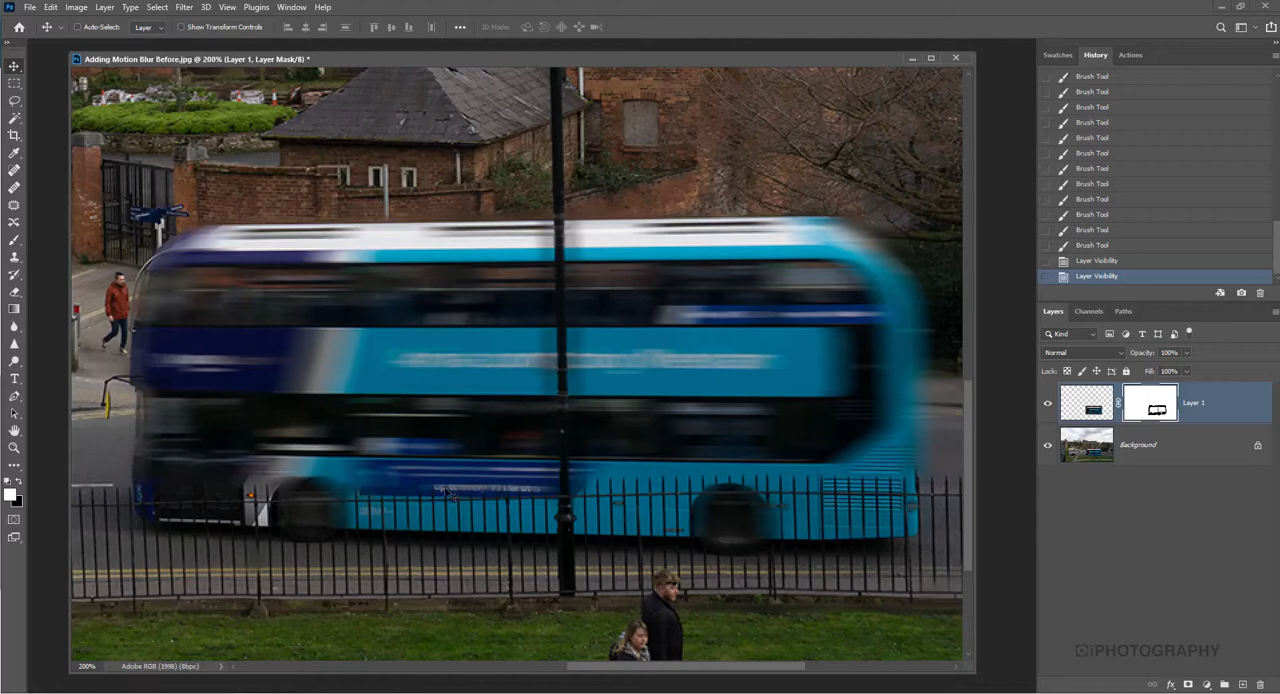 Ps File Edit Image Layer Type Select Filter 3D View Plugins Window Help
Auto-Select: Layer Show Transform Controls 3D Mode:
Adding Motion Blur Before.jpg @ 200% (Layer 1, Layer Mask/8) *
Swatches History Actions
Brush Tool
Brush Tool
Brush Tool
Brush Tool
Brush Tool
Brush Tool
Brush Tool
Brush Tool
Brush Tool
Brush Tool
Brush Tool
Brush Tool
Layer Visibility
Layer Visibility
Layers Channels Paths
Kind
Normal Opacity: 100%
Lock: Fill: 100%
Layer 1
Background
iPHOTOGRAPHY
200% Adobe RGB (1998) (8bpc)